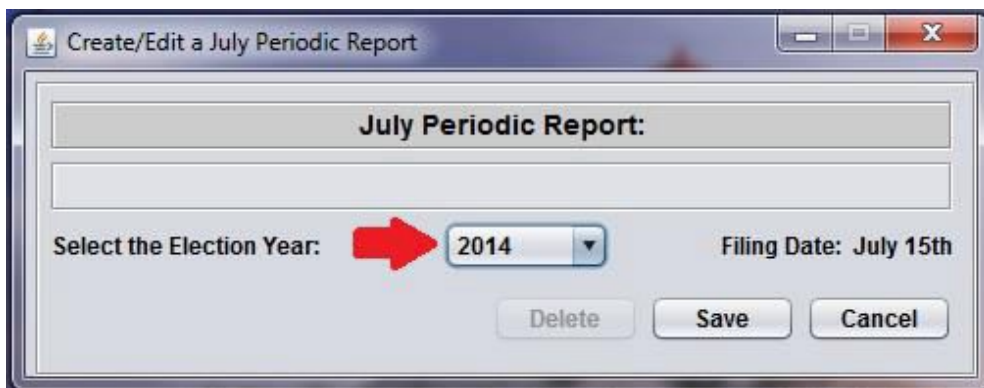 Create/Edit a July Periodic Report
July Periodic Report:
Select the Election Year: 2014 Filing Date: July 15th
Delete Save Cancel